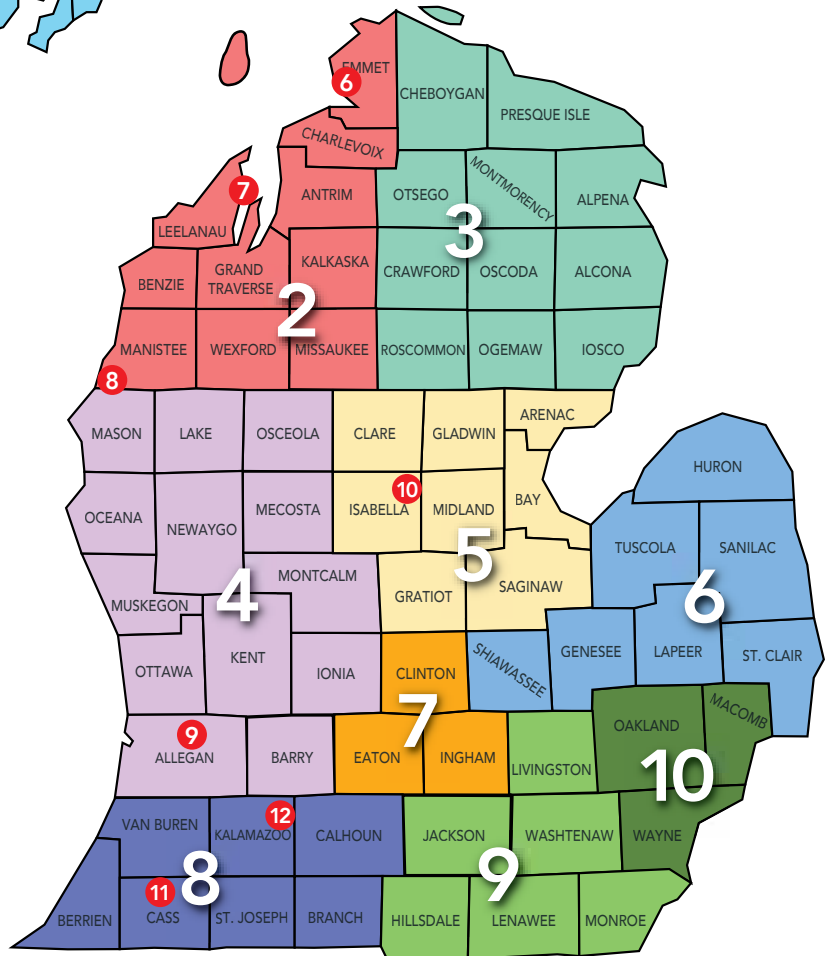 EMMET
6
CHEBOYGAN
PRESQUE ISLE
CHARLEVOIX
7
ANTRIM
OTSEGO
MONTMORENCY
ALPENA
LEELANAU
3
KALKASKA
CRAWFORD
OSCODA
ALCONA
BENZIE
GRAND
TRAVERSE
2
MANISTEE
WEXFORD
MISSAUKEE
ROSCOMMON
OGEMAW
IOSCO
8
ARENAC
MASON
LAKE
OSCEOLA
CLARE
GLADWIN
HURON
10
OCEANA
NEWAYGO
MECOSTA
ISABELLA
MIDLAND
BAY
TUSCOLA
SANILAC
5
MONTCALM
GRATIOT
SAGINAW
4
6
MUSKEGON
KENT
OTTAWA
IONIA
CLINTON
SHIAWASSEE
GENESEE
LAPEER
ST. CLAIR
7
9
ALLEGAN
BARRY
EATON
INGHAM
LIVINGSTON
OAKLAND
MACOMB
10
12
VAN BUREN
KALAMAZOO
CALHOUN
JACKSON
WASHTENAW
WAYNE
8
9
11
BERRIEN
CASS
ST. JOSEPH
BRANCH
HILLSDALE
LENAWEE
MONROE